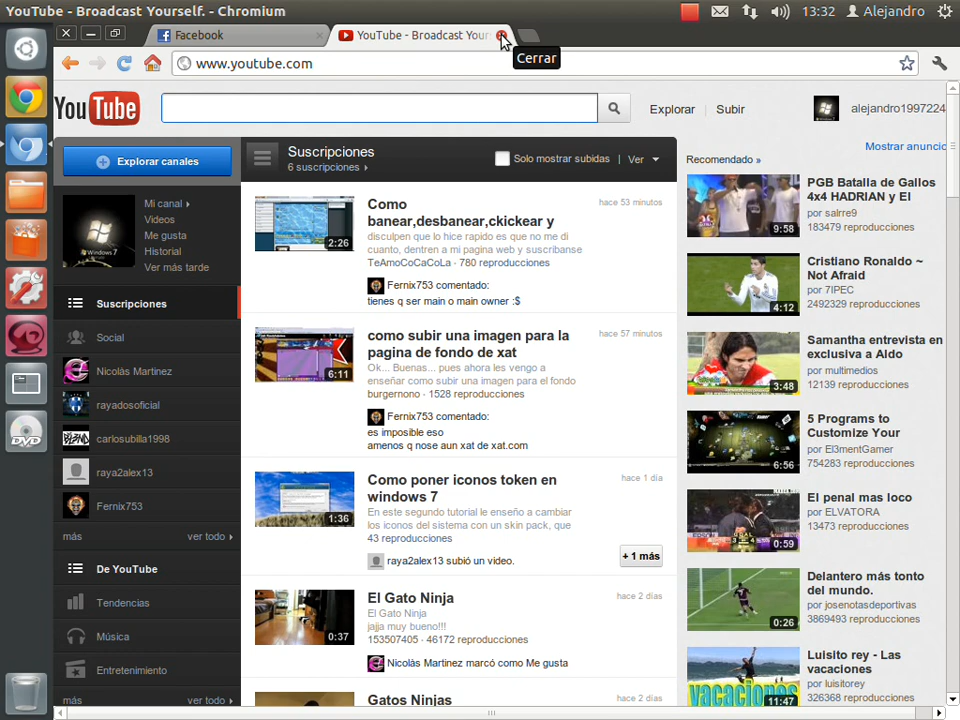 YouTube - Broadcast Yourself. - Chromium
13:32
Alejandro
Facebook
YouTube - Broadcast Your
Cerrar
www.youtube.com
YouTube
Explorar
Subir
alejandro1997224
Explorar canales
Mi canal
Videos
Me gusta
Historial
Ver más tarde
Suscripciones
Social
Nicolás Martinez
rayadosoficial
carlosubilla1998
raya2alex13
Fernix753
más
ver todo
De YouTube
Tendencias
Música
Entretenimiento
más
ver todo
DVD
Suscripciones
6 suscripciones
Solo mostrar subidas
Ver
2:26
Como
banear,desbanear,ckickear y
hace 53 minutos
disculpen que lo hice rapido es que no me di
cuanto, dentren a mi pagina web y suscribanse
TeAmoCoCaCoLa · 780 reproducciones
Fernix753 comentado:
tienes q ser main o main owner :$
6:11
como subir una imagen para la
pagina de fondo de xat
hace 57 minutos
Ok... Buenas... pues ahora les vengo a
enseñar como subir una imagen para el fondo
burgernono · 1528 reproducciones
Fernix753 comentado:
es imposible eso
amenos q nose aun xat de xat.com
1:36
Como poner iconos token en
windows 7
hace 1 día
En este segundo tutorial le enseño a cambiar
los iconos del sistema con un skin pack, que
43 reproducciones
raya2alex13 subió un video.
+ 1 más
0:37
El Gato Ninja
hace 2 días
El Gato Ninja
jajja muy bueno!!!
153507405 · 46172 reproducciones
Nicolás Martinez marcó como Me gusta
Gatos Ninjas
hace 2 días
Mostrar anuncio
Recomendado »
9:58
PGB Batalla de Gallos
4x4 HADRIAN y El
por salrre9
183479 reproducciones
4:12
Cristiano Ronaldo ~
Not Afraid
por 7IPEC
2492329 reproducciones
3:48
Samantha entrevista en
exclusiva a Aldo
por multimedios
12139 reproducciones
6:56
5 Programs to
Customize Your
por El3mentGamer
754283 reproducciones
0:59
El penal mas loco
por ELVATORA
13473 reproducciones
0:26
Delantero más tonto
del mundo.
por josenotasdeportivas
3869493 reproducciones
vacaciones
11:47
Luisito rey - Las
vacaciones
por luisitorey
326368 reproducciones